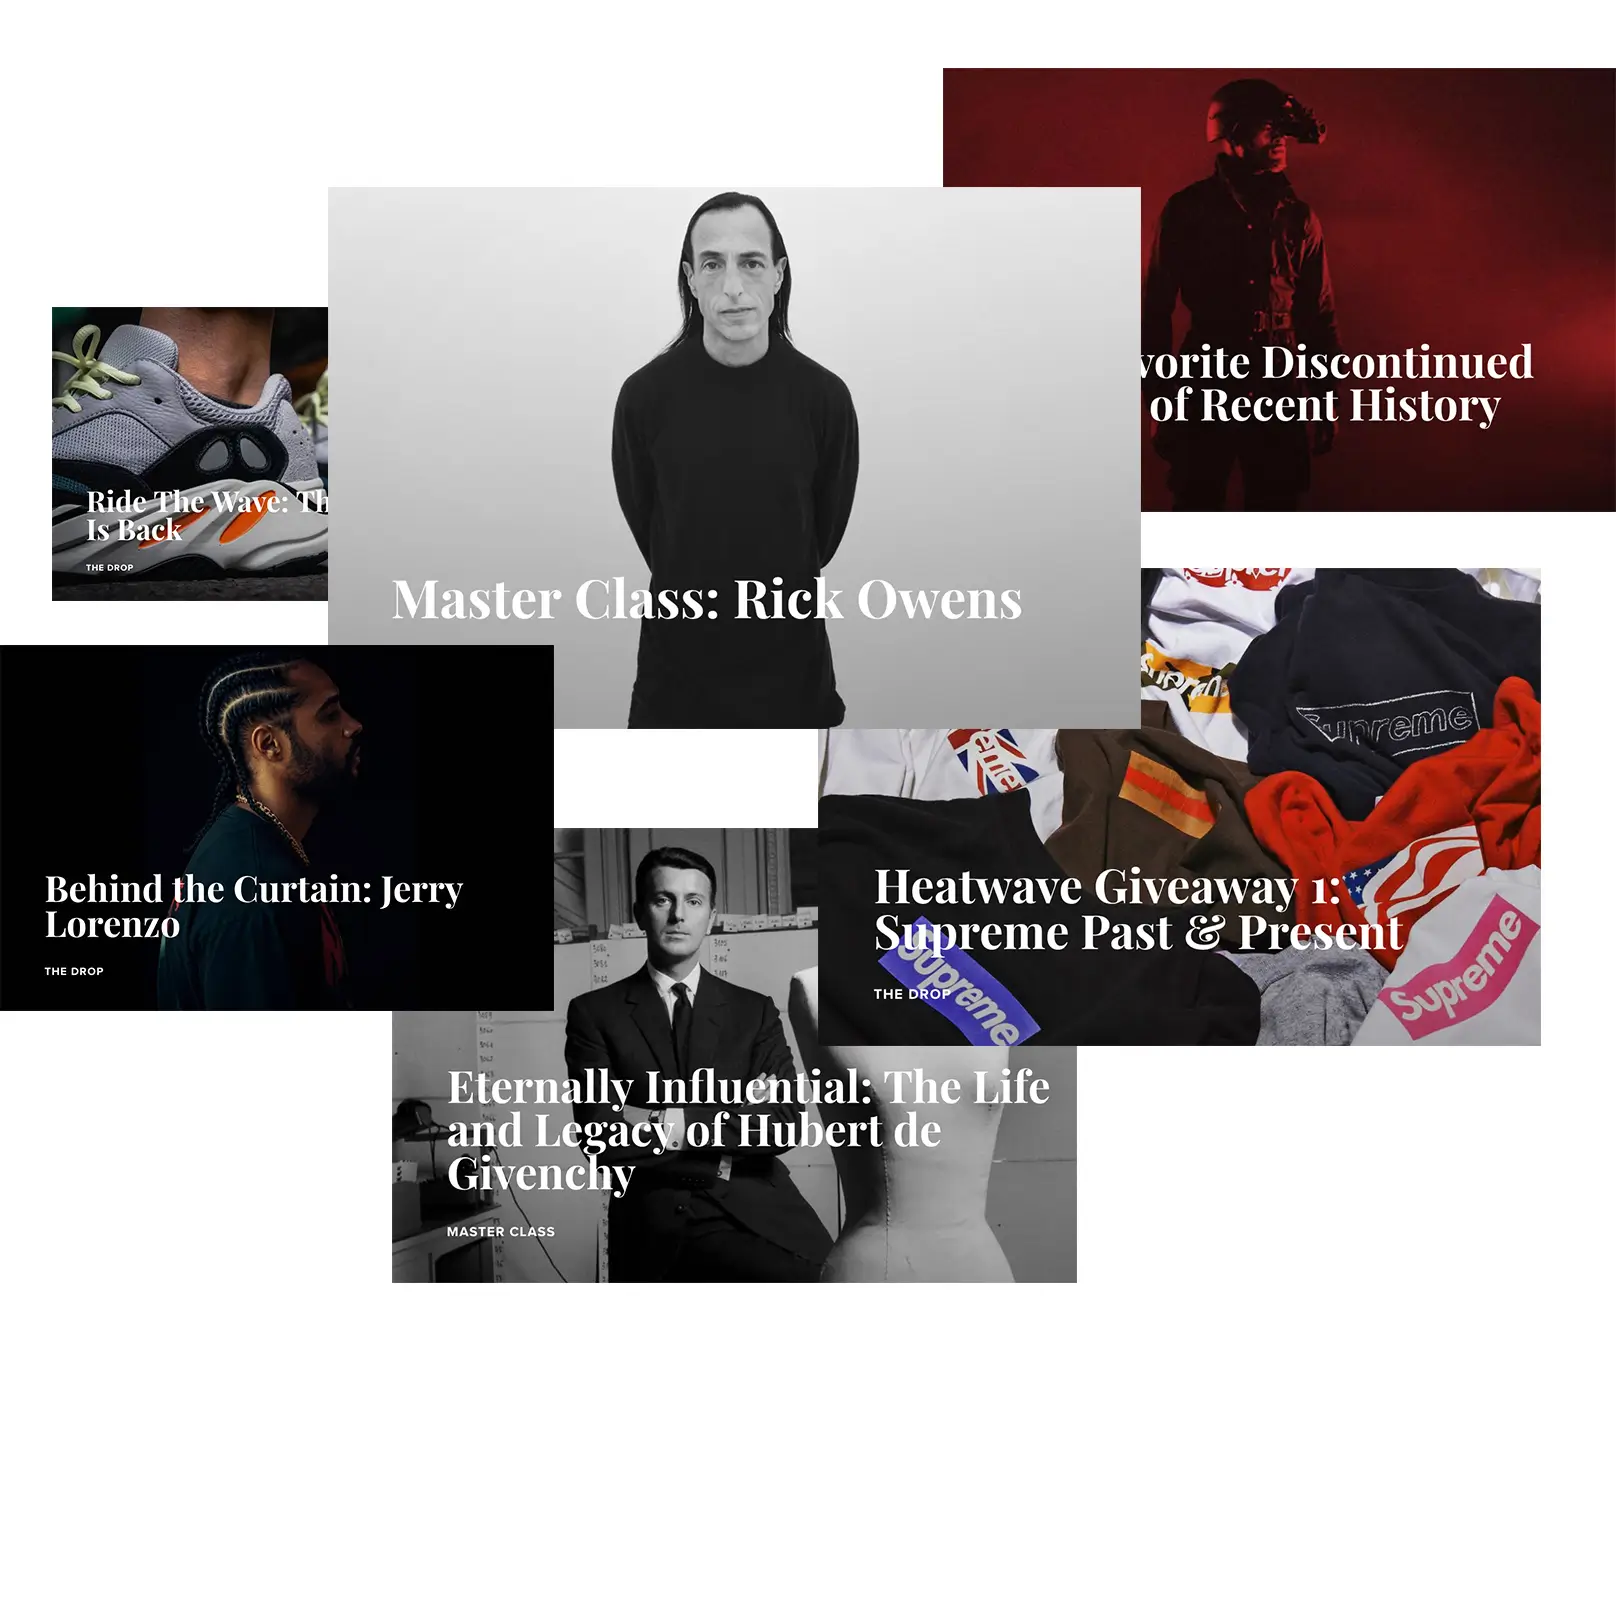 vorite Discontinued
of Recent History
Master Class: Rick Owens
Ride The Wave: Th
Is Back
THE DROP
Supreme
Behind the Curtain: Jerry
Lorenzo
THE DROP
Heatwave Giveaway 1:
Supreme Past & Present
THE DROP
Supreme
Supreme
Eternally Influential: The Life
and Legacy of Hubert de
Givenchy
MASTER CLASS